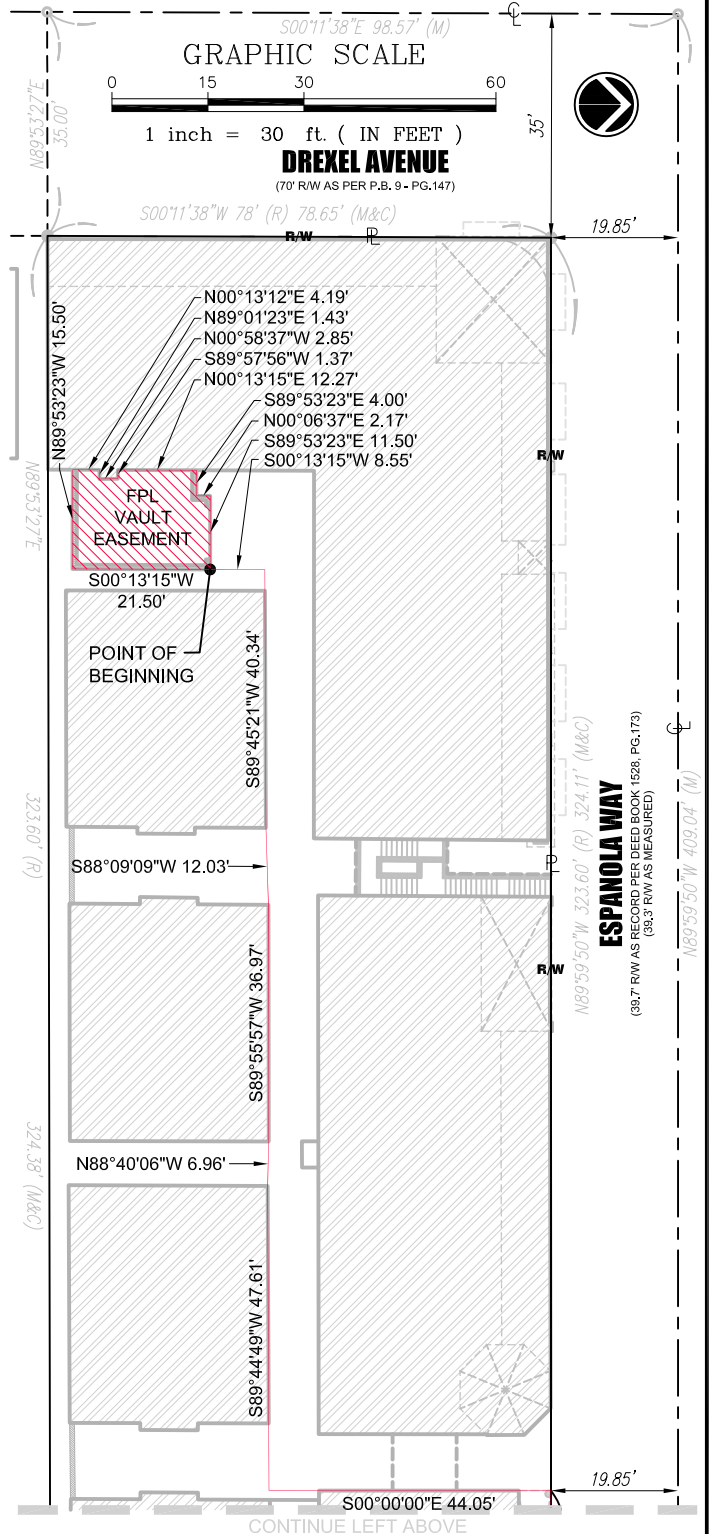 S00°11'38"E 98.57' (M)
GRAPHIC SCALE
0 15 30 60
1 inch = 30 ft. ( IN FEET )
N89°53'27"E
35.00'
35'
DREXEL AVENUE
(70' R/W AS PER P.B. 9 - PG.147)
S00°11'38"W 78' (R) 78.65' (M&C)
R/W
19.85'
N89°53'23"W 15.50'
N00°13'12"E 4.19'
N89°01'23"E 1.43'
N00°58'37"W 2.85'
S89°57'56"W 1.37'
N00°13'15"E 12.27'
S89°53'23"E 4.00'
N00°06'37"E 2.17'
S89°53'23"E 11.50'
S00°13'15"W 8.55'
R/W
N89°53'27"E
FPL
VAULT
EASEMENT
S00°13'15"W
21.50'
POINT OF
BEGINNING
S89°45'21"W 40.34'
323.60' (R)
S88°09'09"W 12.03'
N89°59'50"W 323.60' (R) 324.11' (M&C)
ESPANOLA WAY
(39.7' R/W AS RECORD PER DEED BOOK 1528, PG.173)
(39.3' R/W AS MEASURED)
N89°59'50"W 409.04' (M)
S89°55'57"W 36.97'
R/W
324.38' (M&C)
N88°40'06"W 6.96'
S89°44'49"W 47.61'
19.85'
S00°00'00"E 44.05'
CONTINUE LEFT ABOVE